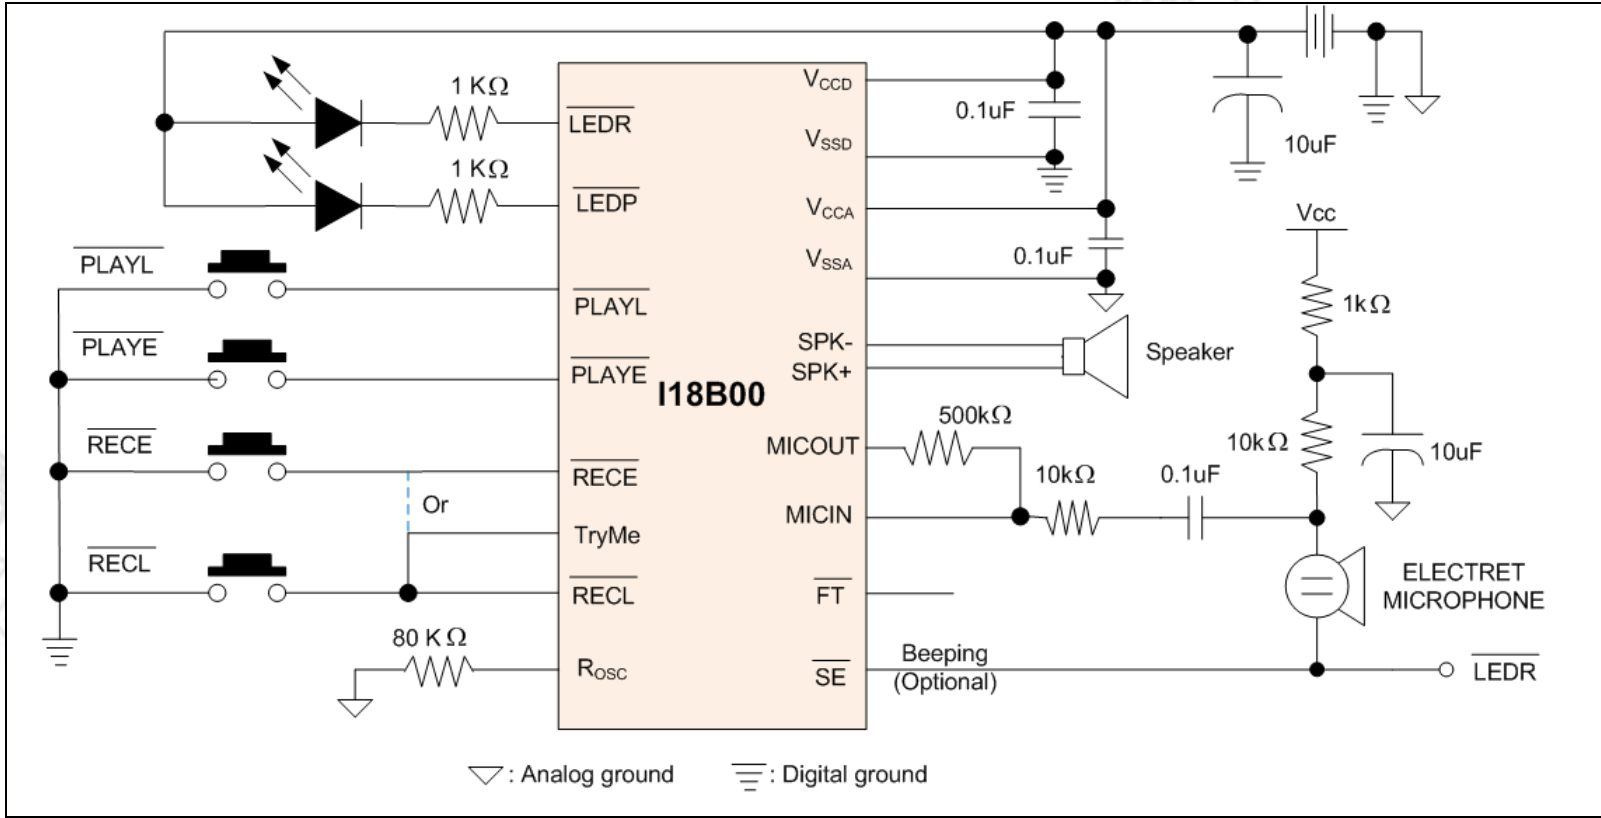 1 KΩ
LEDR
1 KΩ
LEDP
PLAYL
PLAYL
PLAYE
PLAYE
RECE
RECE
Or
TryMe
RECL
RECL
80 K Ω
ROSC
I18B00
VCCD
0.1uF
VSSD
10uF
VCCA
0.1uF
VSSA
Vcc
1kΩ
SPK-
SPK+
Speaker
500kΩ
MICOUT
10kΩ
10uF
10kΩ
0.1uF
MICIN
FT
ELECTRET
MICROPHONE
SE
Beeping
(Optional)
LEDR
: Analog ground
: Digital ground